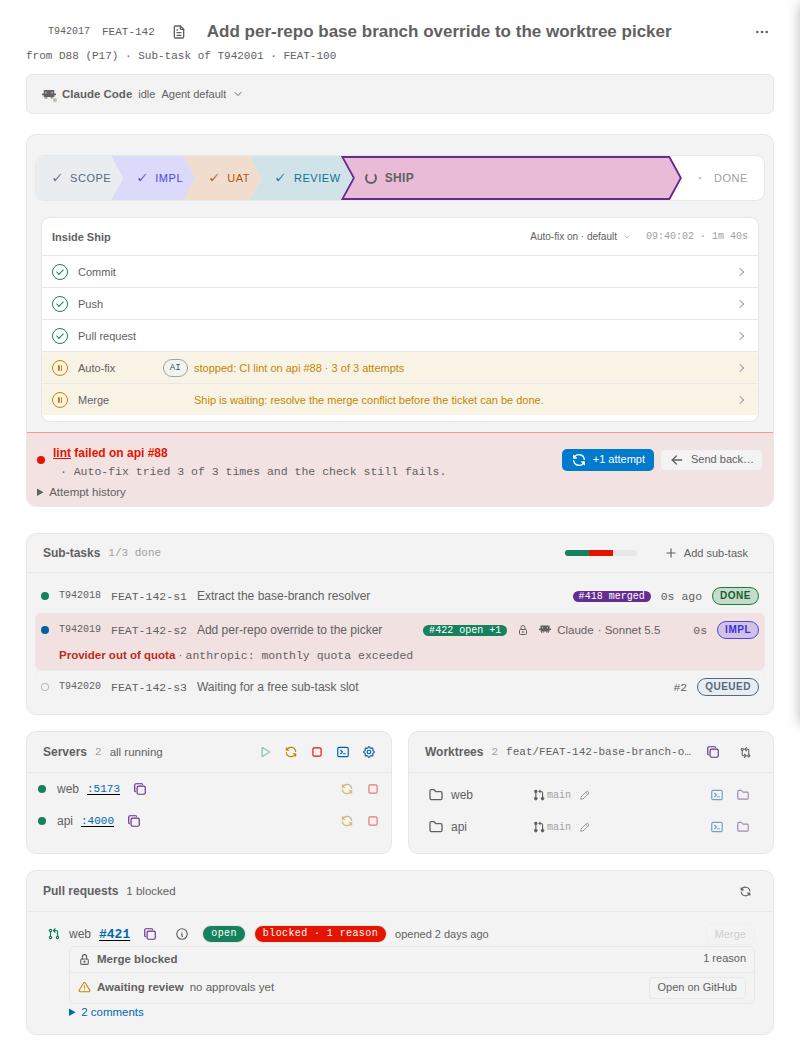 T942017 FEAT-142 Add per-repo base branch override to the worktree picker
from D88 (P17) · Sub-task of T942001 · FEAT-100
Claude Code idle Agent default
SCOPE IMPL UAT REVIEW SHIP DONE
Inside Ship Auto-fix on · default 09:40:02 · 1m 40s
Commit
Push
Pull request
Auto-fix AI stopped: CI lint on api #88 · 3 of 3 attempts
Merge Ship is waiting: resolve the merge conflict before the ticket can be done.
lint failed on api #88
· Auto-fix tried 3 of 3 times and the check still fails.
+1 attempt Send back…
Attempt history
Sub-tasks 1/3 done Add sub-task
T942018 FEAT-142-s1 Extract the base-branch resolver #418 merged 0s ago DONE
T942019 FEAT-142-s2 Add per-repo override to the picker #422 open +1 Claude · Sonnet 5.5 0s IMPL
Provider out of quota · anthropic: monthly quota exceeded
T942020 FEAT-142-s3 Waiting for a free sub-task slot #2 QUEUED
Servers 2 all running
web :5173
api :4000
Worktrees 2 feat/FEAT-142-base-branch-o…
web main
api main
Pull requests 1 blocked
web #421 open blocked · 1 reason opened 2 days ago Merge
Merge blocked 1 reason
Awaiting review no approvals yet Open on GitHub
2 comments